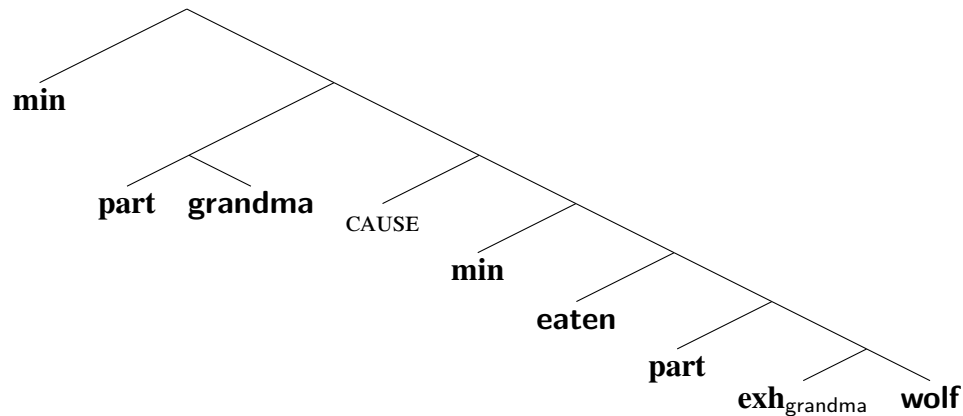 min
part grandma
CAUSE
min
eaten
part
exhgrandma wolf